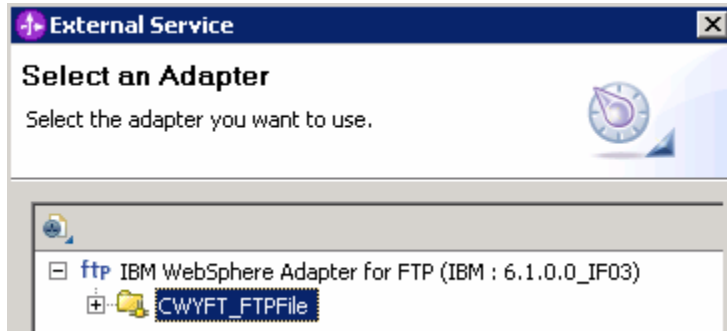 External Service
Select an Adapter
Select the adapter you want to use.
ftp IBM WebSphere Adapter for FTP (IBM : 6.1.0.0_IF03)
CWYFT_FTPFile